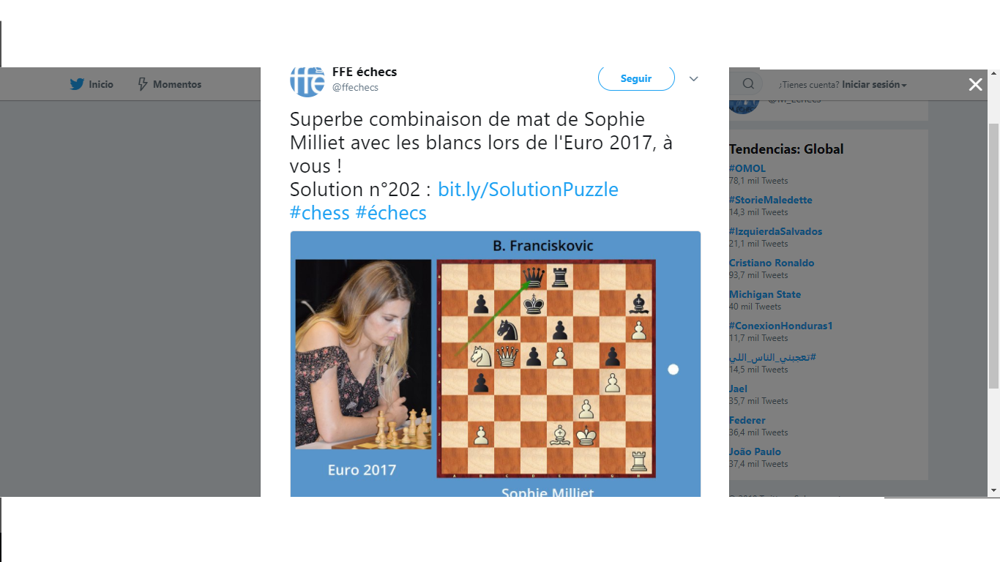 FFE échecs
@ffechecs
Seguir
Superbe combinaison de mat de Sophie
Milliet avec les blancs lors de l'Euro 2017, à
vous !
Solution n°202 : bit.ly/SolutionPuzzle
#chess #échecs
B. Franciskovic
Euro 2017
Sophie Milliet
Inicio
Momentos
¿Tienes cuenta? Iniciar sesión
@M_Echecs
Tendencias: Global
#OMOL
78,1 mil Tweets
#StorieMaledette
14,3 mil Tweets
#IzquierdaSalvados
21,1 mil Tweets
Cristiano Ronaldo
93,7 mil Tweets
Michigan State
40 mil Tweets
#ConexionHonduras1
11,7 mil Tweets
#تعجبني_الناس_اللي
14,5 mil Tweets
Jael
35,7 mil Tweets
Federer
36,4 mil Tweets
João Paulo
37,4 mil Tweets